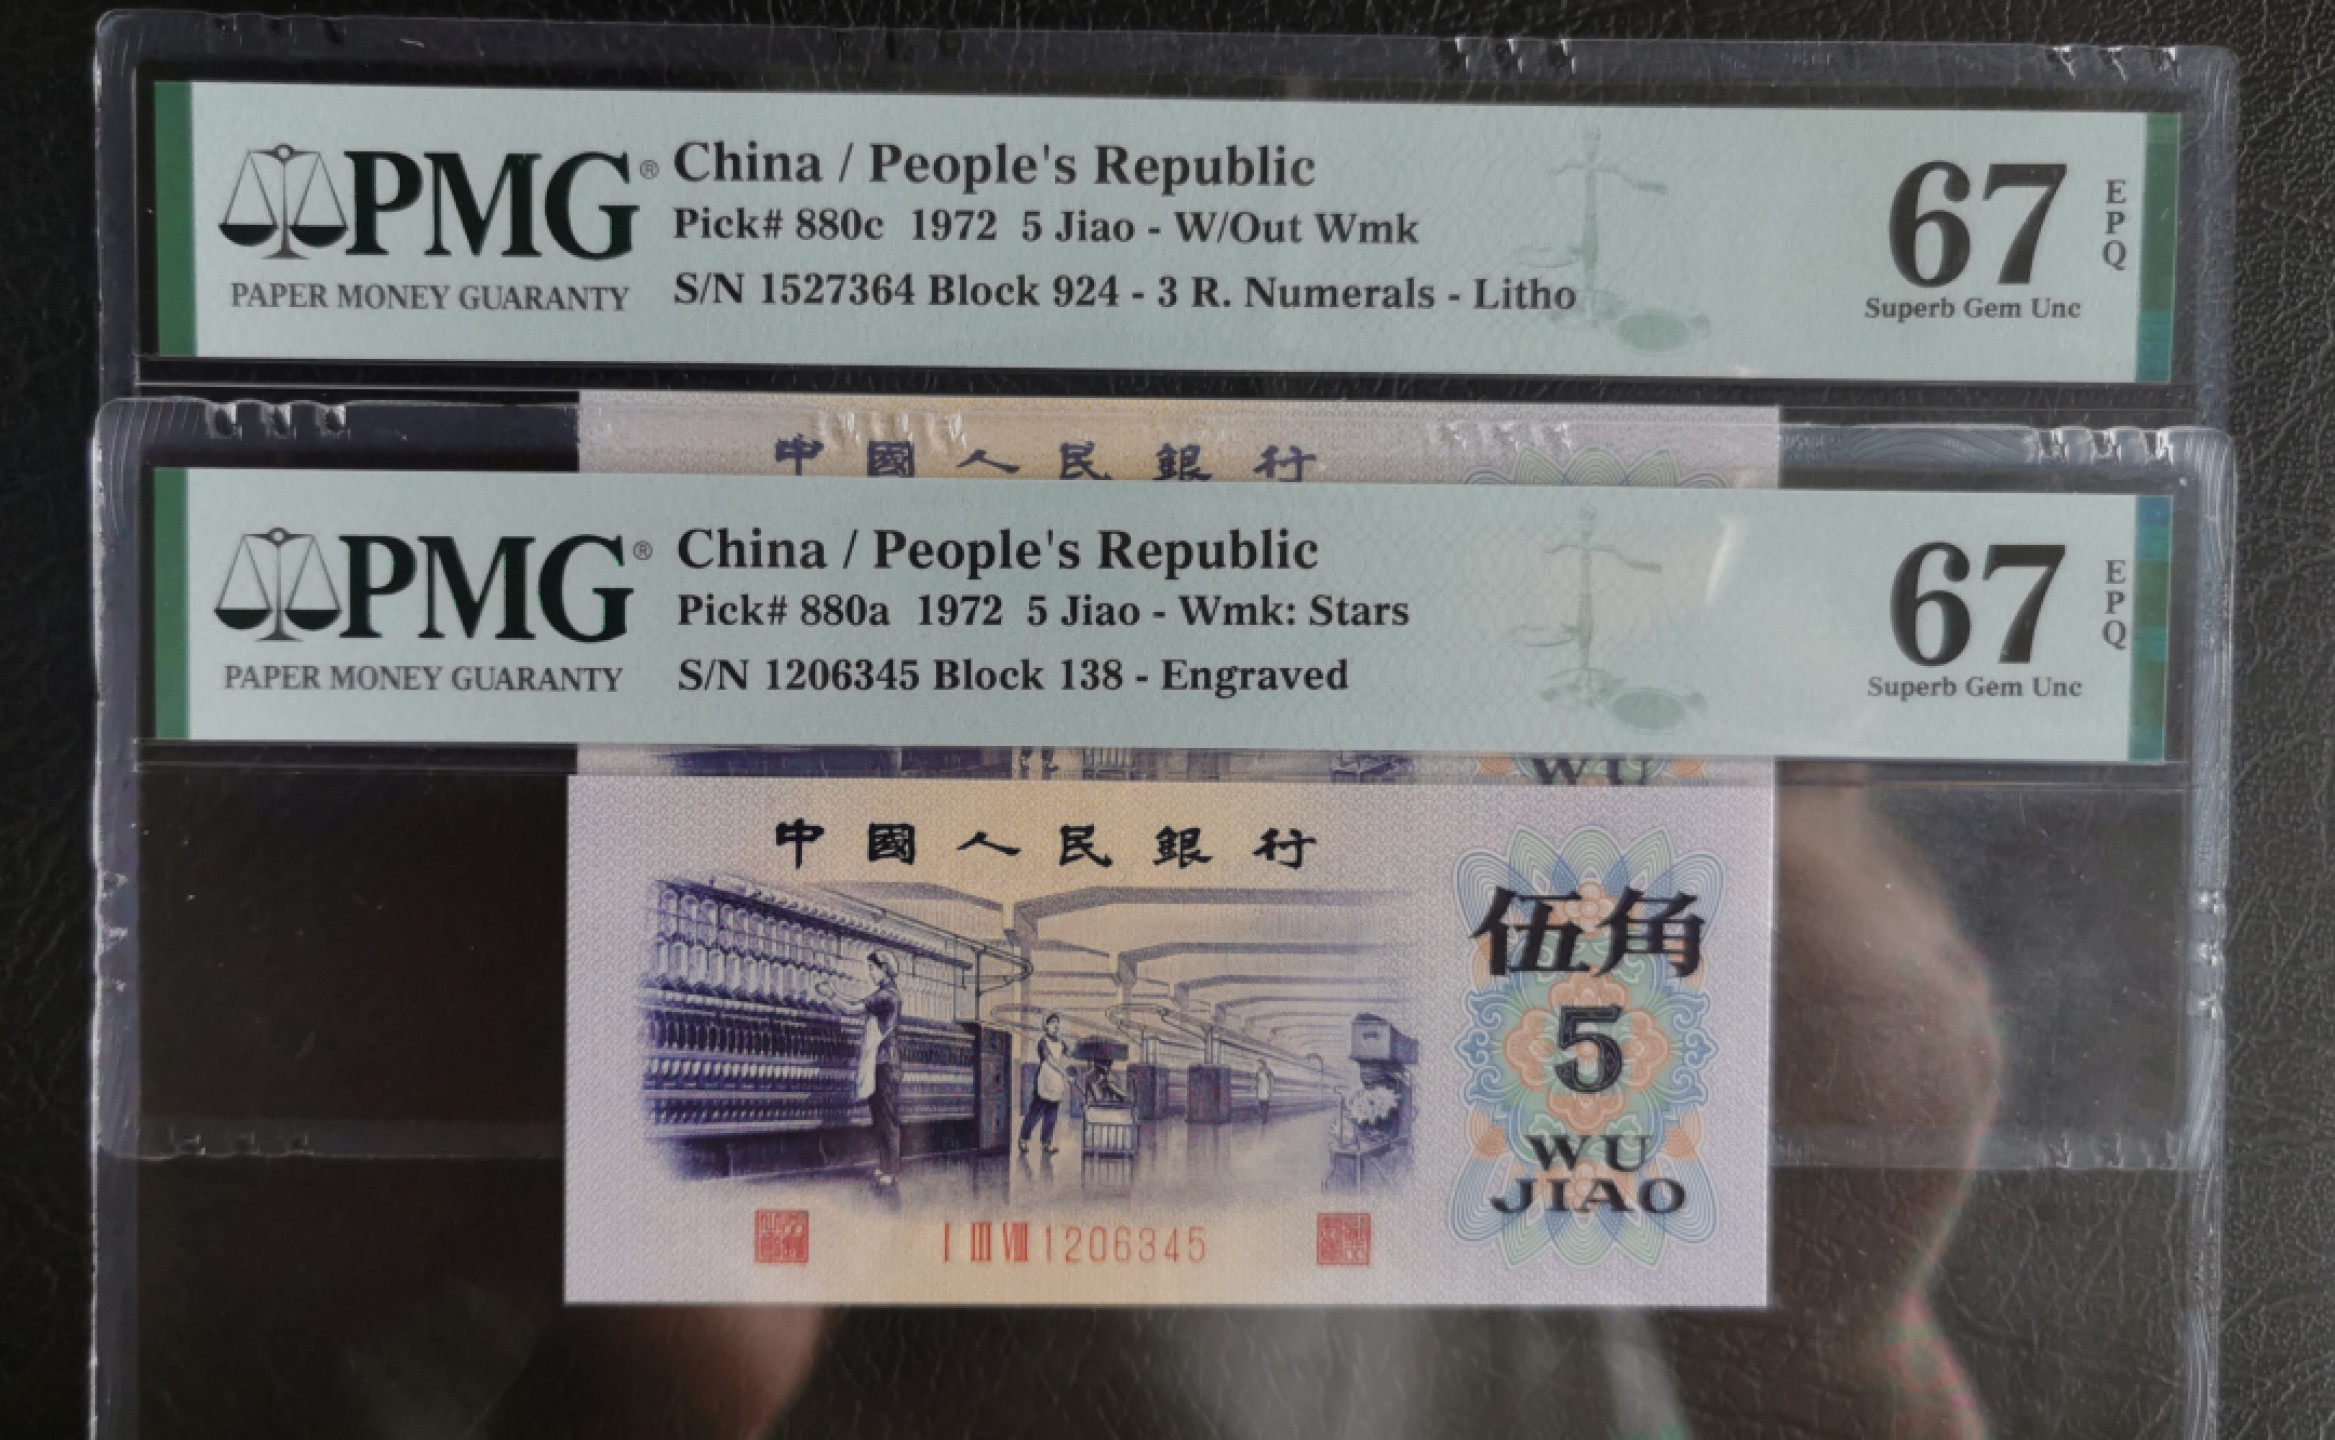 PMG® China / People's Republic
Pick# 880c 1972 5 Jiao - W/Out Wmk
PAPER MONEY GUARANTY S/N 1527364 Block 924 - 3 R. Numerals - Litho
67 EPQ
Superb Gem Unc
中國人民銀行
PMG® China / People's Republic
Pick# 880a 1972 5 Jiao - Wmk: Stars
PAPER MONEY GUARANTY S/N 1206345 Block 138 - Engraved
67 EPQ
Superb Gem Unc
WU
中國人民銀行
伍角
5
WU
JIAO
I III VIII 1206345